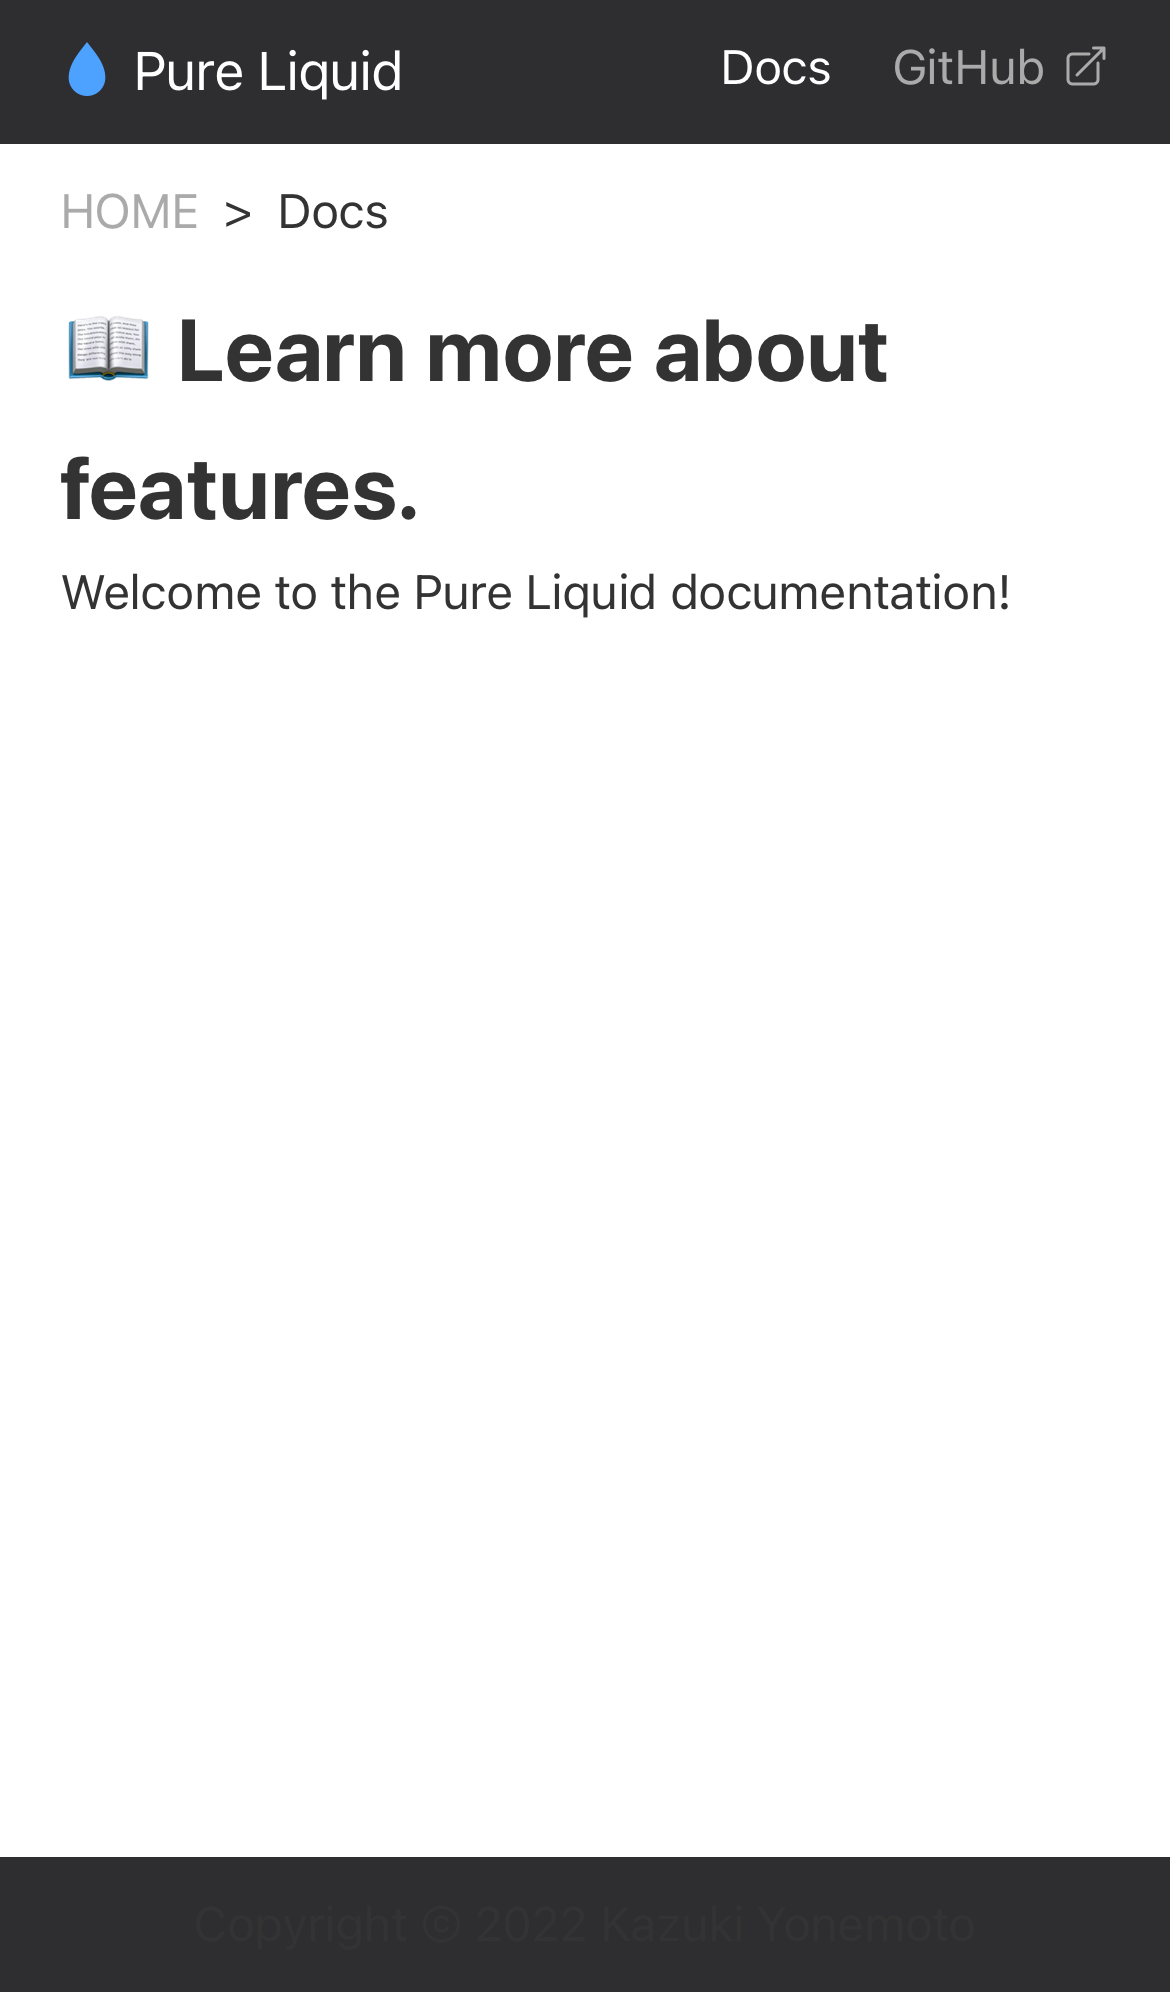 Pure Liquid
Docs GitHub
HOME > Docs
📖 Learn more about
features.
Welcome to the Pure Liquid documentation!
Copyright © 2022 Kazuki Yonemoto